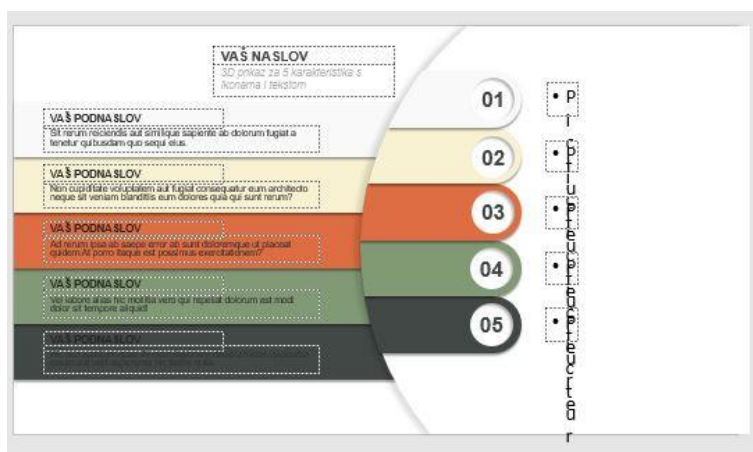 VAŠ NASLOV
3D prikaz za 5 karakteristika s
ikonama i tekstom
VAŠ PODNASLOV
Sit rerum reiciendis aut similique sapiente ab dolorum fugiat a
tenetur quibusdam quo sequi eius.
VAŠ PODNASLOV
Non cupiditate voluptatem aut fugiat consequatur eum architecto
neque sit veniam blanditiis eum dolores quia qui sunt rerum?
VAŠ PODNASLOV
Ad rerum ipsa ab saepe error ab sunt doloremque ut placeat
quidem.At porro itaque est possimus exercitationem?
VAŠ PODNASLOV
Vel labore alias hic mollitia vero qui repellat dolorum est modi
dolor sit tempore aliquid!
VAŠ PODNASLOV
01
02
03
04
05